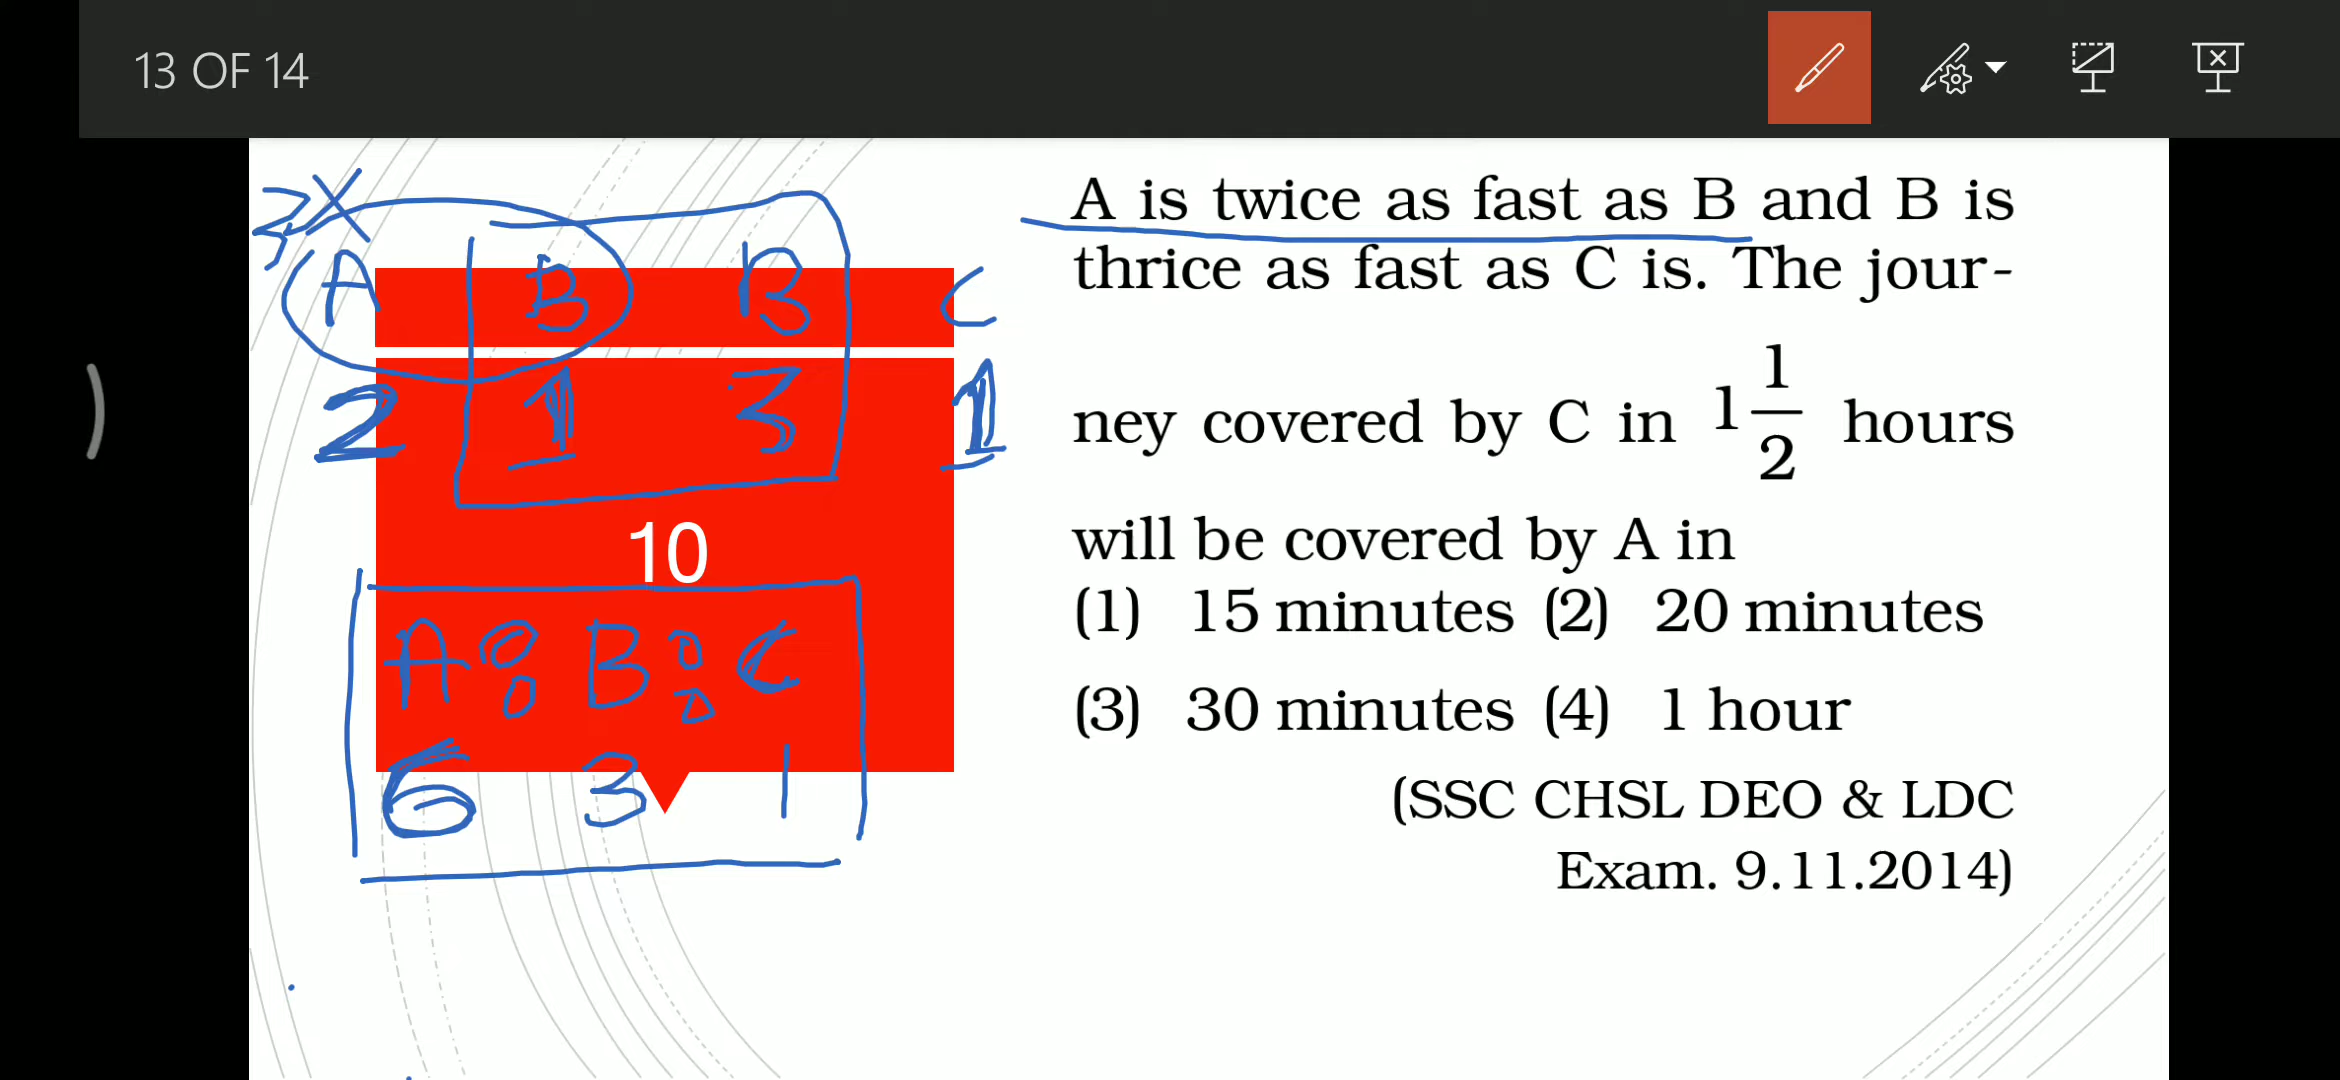 13 OF 14
3 X
A B B C
2 1 3 1
10
A : B : C
6 3 1
A is twice as fast as B and B is
thrice as fast as C is. The jour-
ney covered by C in 1 1/2 hours
will be covered by A in
(1) 15 minutes (2) 20 minutes
(3) 30 minutes (4) 1 hour
(SSC CHSL DEO & LDC
Exam. 9.11.2014)